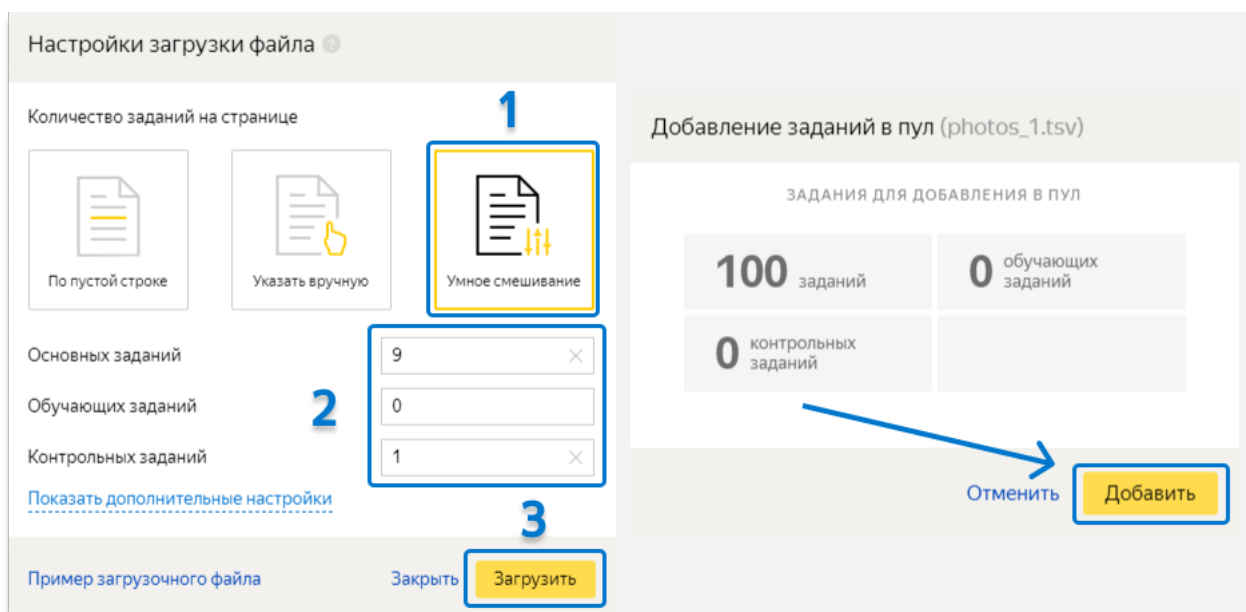 Настройки загрузки файла ?
Количество заданий на странице
1
По пустой строке
Указать вручную
Умное смешивание
Основных заданий 9
Обучающих заданий 0
2
Контрольных заданий 1
Показать дополнительные настройки
3
Пример загрузочного файла Закрыть Загрузить
Добавление заданий в пул (photos_1.tsv)
ЗАДАНИЯ ДЛЯ ДОБАВЛЕНИЯ В ПУЛ
100 заданий
0 обучающих
заданий
0 контрольных
заданий
Отменить Добавить